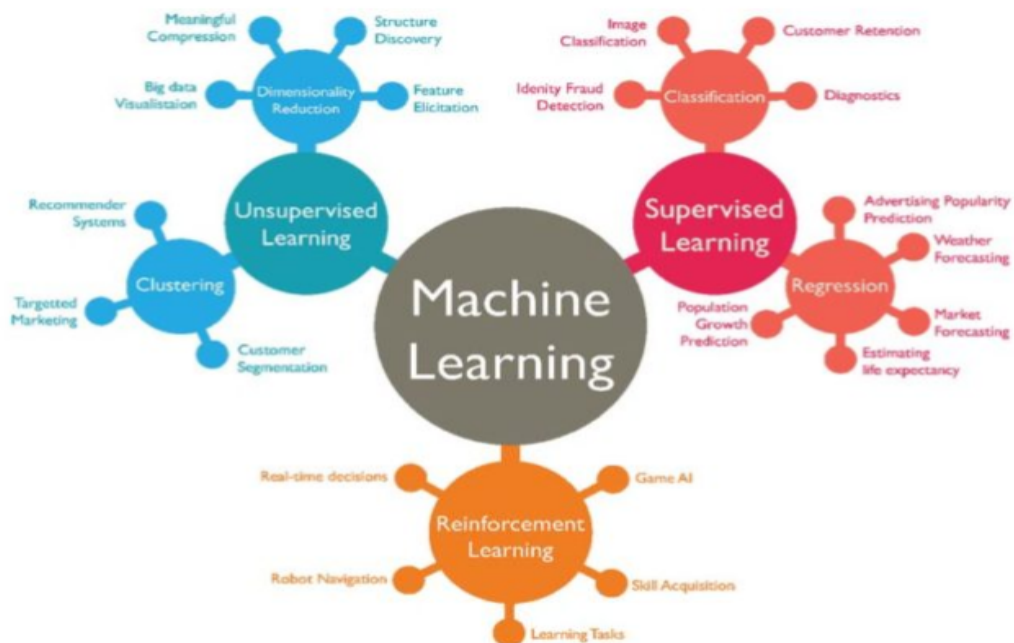 Meaningful
Compression
Structure
Discovery
Big data
Visualistaion
Dimensionality
Reduction
Feature
Elicitation
Image
Classification
Customer Retention
Idenity Fraud
Detection
Classification
Diagnostics
Recommender
Systems
Unsupervised
Learning
Supervised
Learning
Advertising Popularity
Prediction
Weather
Forecasting
Clustering
Regression
Targetted
Marketing
Machine
Learning
Population
Growth
Prediction
Market
Forecasting
Customer
Segmentation
Estimating
life expectancy
Real-time decisions
Game AI
Reinforcement
Learning
Robot Navigation
Skill Acquisition
Learning Tasks